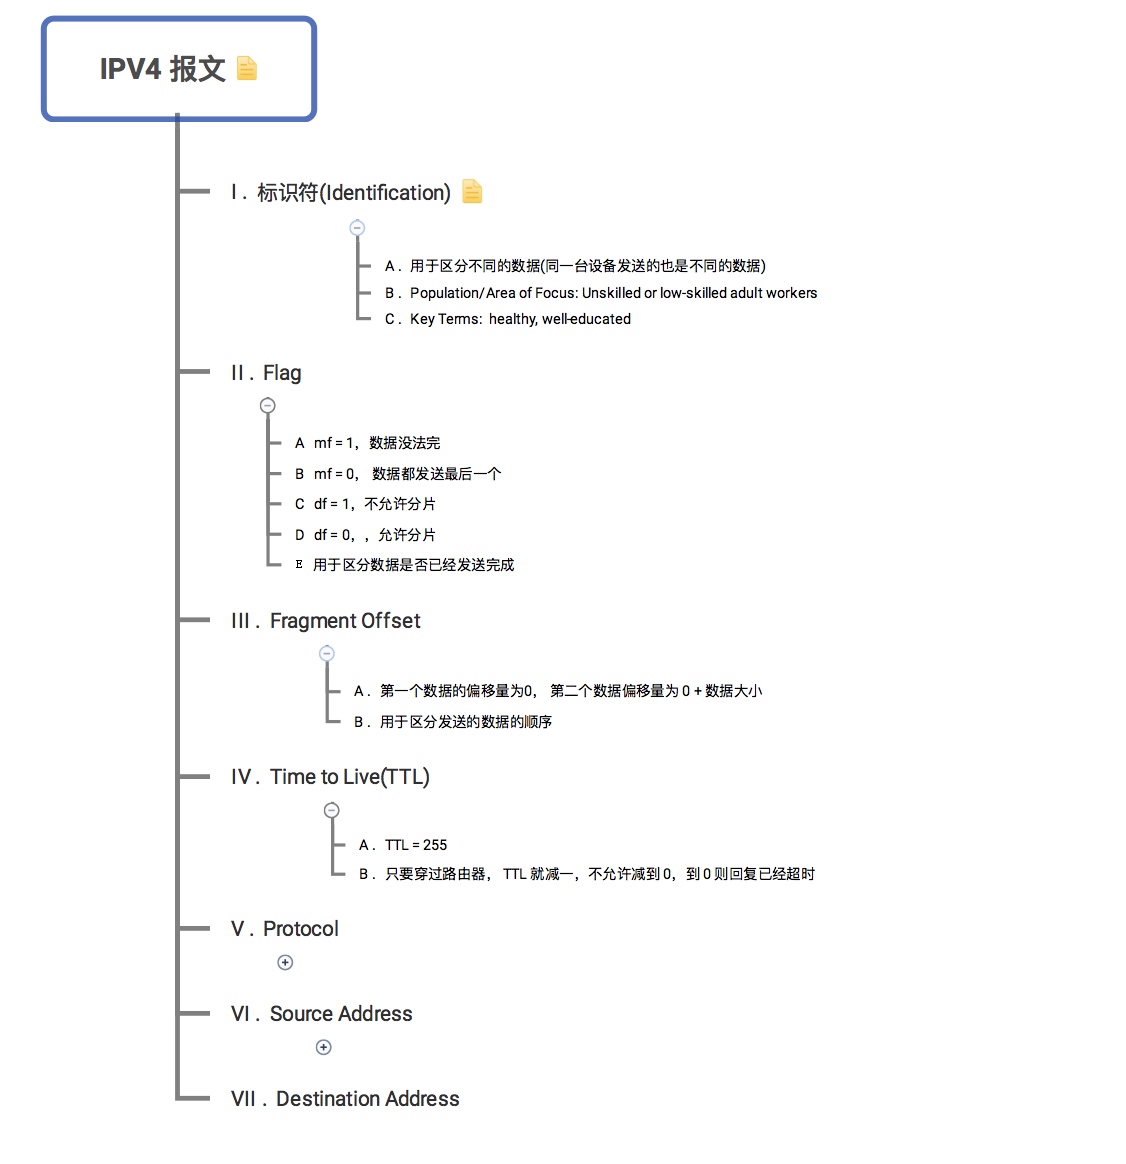 IPV4 报文
I . 标识符(Identification)
A . 用于区分不同的数据(同一台设备发送的也是不同的数据)
B . Population/Area of Focus: Unskilled or low-skilled adult workers
C . Key Terms: healthy, well-educated
II . Flag
A mf = 1，数据没法完
B mf = 0， 数据都发送最后一个
C df = 1，不允许分片
D df = 0，，允许分片
E 用于区分数据是否已经发送完成
III . Fragment Offset
A . 第一个数据的偏移量为0， 第二个数据偏移量为 0 + 数据大小
B . 用于区分发送的数据的顺序
IV . Time to Live(TTL)
A . TTL = 255
B . 只要穿过路由器， TTL 就减一，不允许减到 0，到 0 则回复已经超时
V . Protocol
VI . Source Address
VII . Destination Address